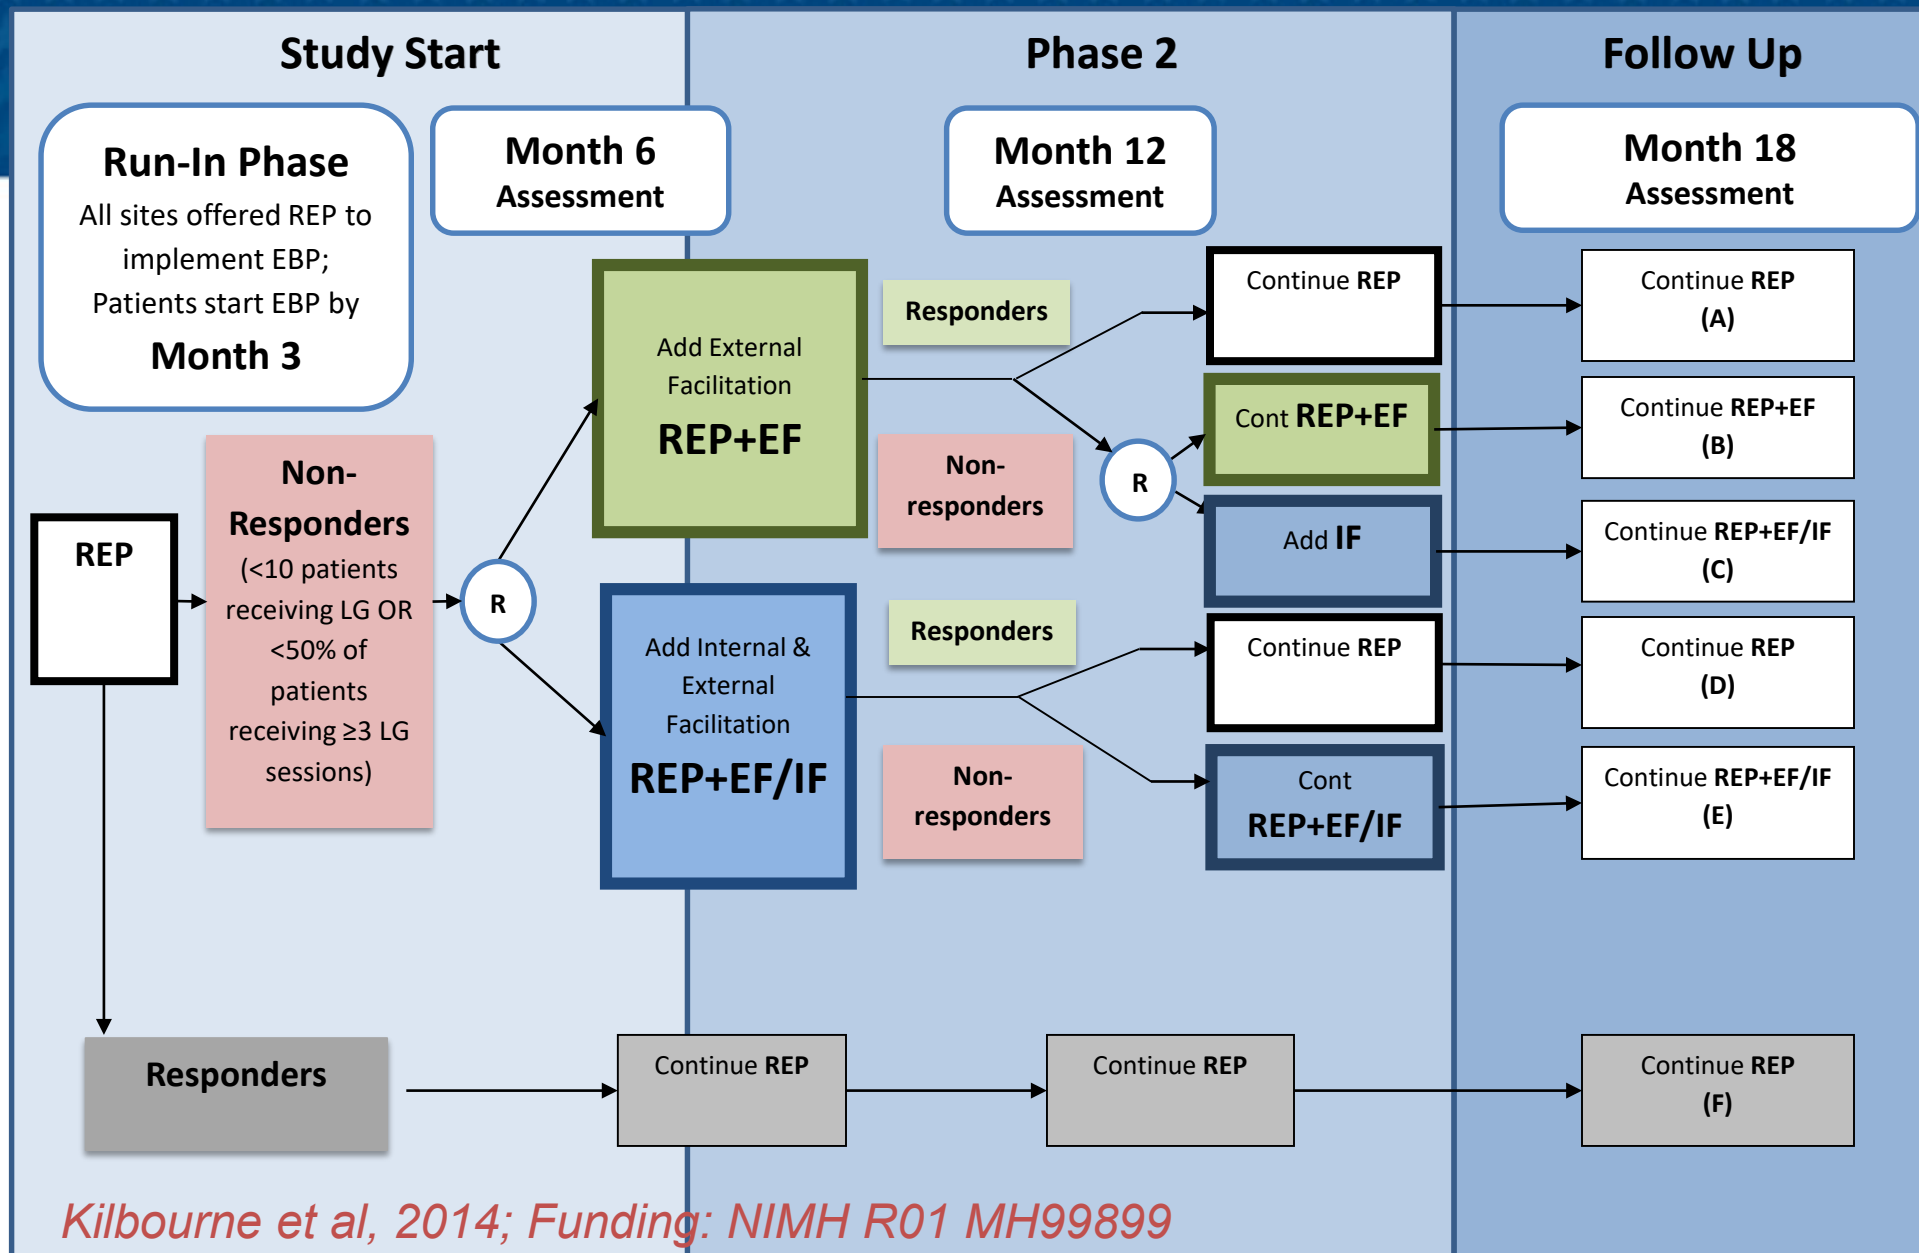 Study Start
Phase 2
Follow Up
Run-In Phase
All sites offered REP to
implement EBP;
Patients start EBP by
Month 3
Month 6
Assessment
Month 12
Assessment
Month 18
Assessment
REP
Non-
Responders
(<10 patients
receiving LG OR
<50% of
patients
receiving ≥3 LG
sessions)
R
Add External
Facilitation
REP+EF
Responders
Non-
responders
R
Continue REP
Cont REP+EF
Add IF
Continue REP
(A)
Continue REP+EF
(B)
Continue REP+EF/IF
(C)
Add Internal &
External
Facilitation
REP+EF/IF
Responders
Non-
responders
Continue REP
Cont
REP+EF/IF
Continue REP
(D)
Continue REP+EF/IF
(E)
Responders
Continue REP
Continue REP
Continue REP
(F)
Kilbourne et al, 2014; Funding: NIMH R01 MH99899